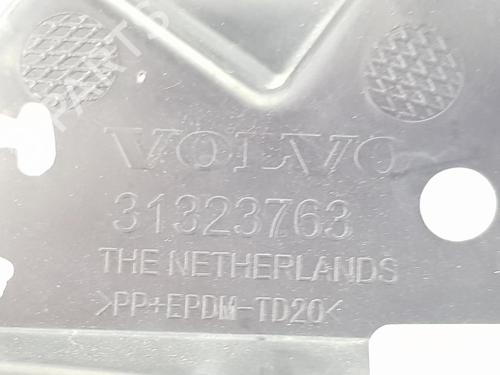 VOLVO
31323763
THE NETHERLANDS
>PP+EPDM-TD20<